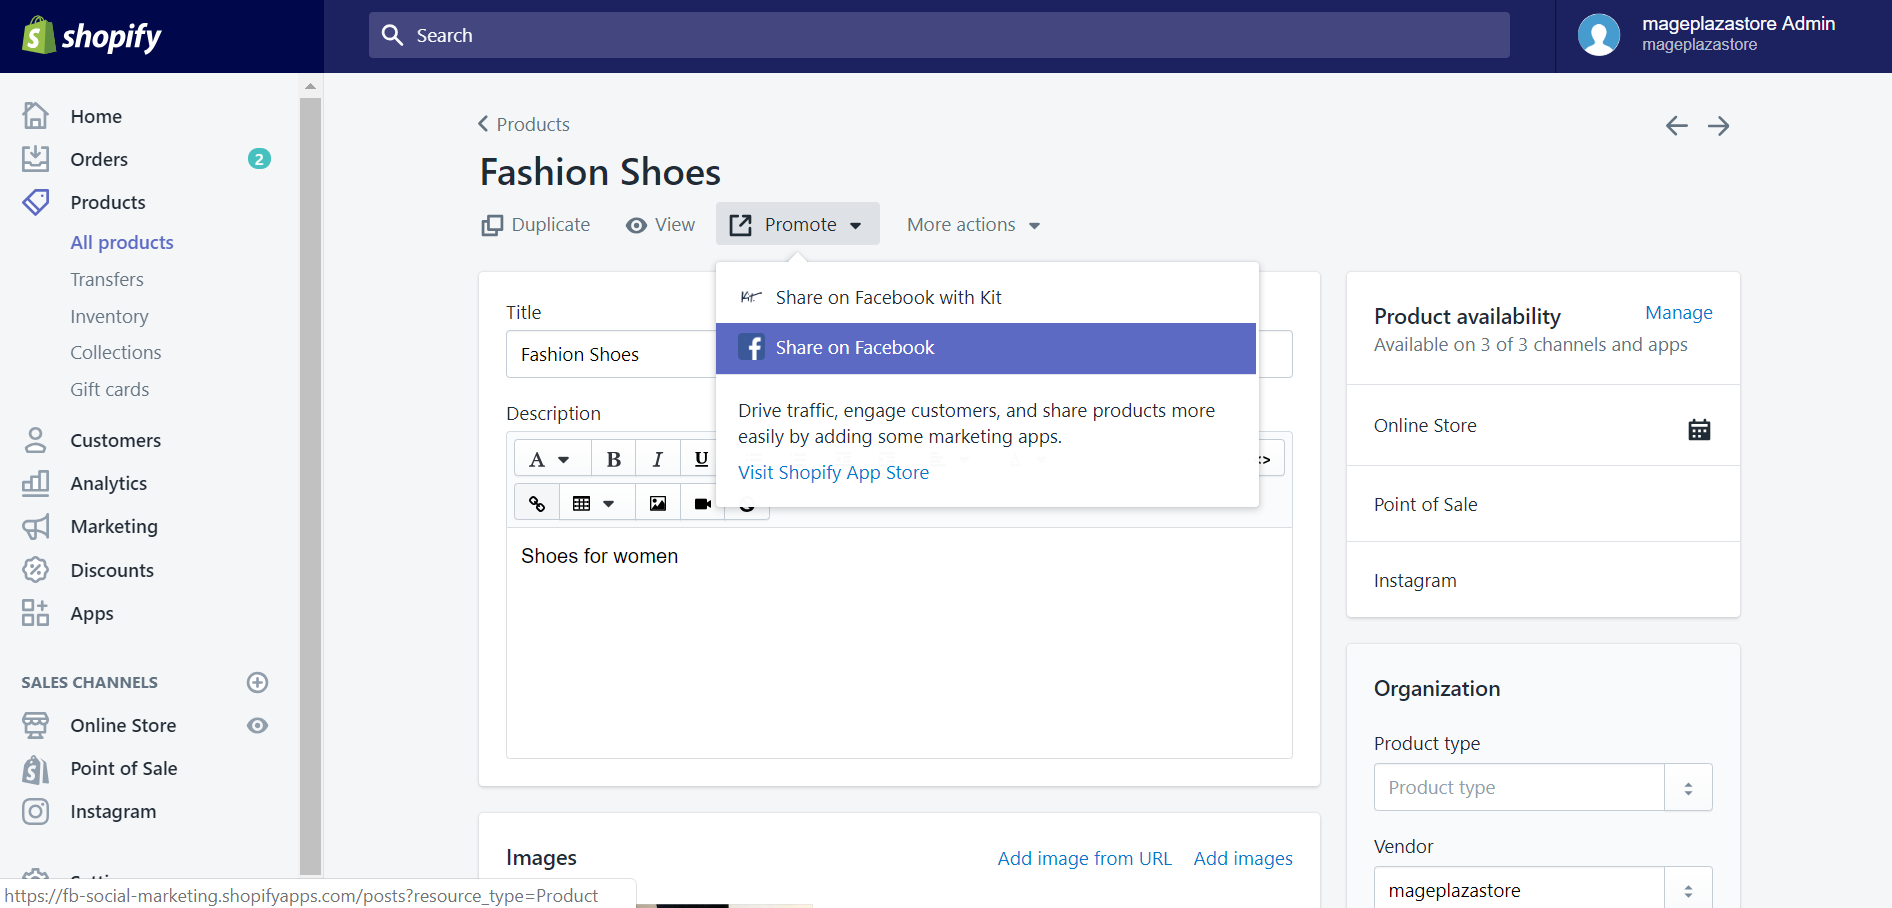 shopify
Search
mageplazastore Admin
mageplazastore
Home
Orders
2
Products
All products
Transfers
Inventory
Collections
Gift cards
Customers
Analytics
Marketing
Discounts
Apps
SALES CHANNELS
Online Store
Point of Sale
Instagram
https://fb-social-marketing.shopifyapps.com/posts?resource_type=Product
Products
Fashion Shoes
Duplicate
View
Promote
More actions
Share on Facebook with Kit
Share on Facebook
Drive traffic, engage customers, and share products more
easily by adding some marketing apps.
Visit Shopify App Store
Title
Fashion Shoes
Description
A B I U
Shoes for women
Images
Add image from URL Add images
Product availability
Manage
Available on 3 of 3 channels and apps
Online Store
Point of Sale
Instagram
Organization
Product type
Product type
Vendor
mageplazastore